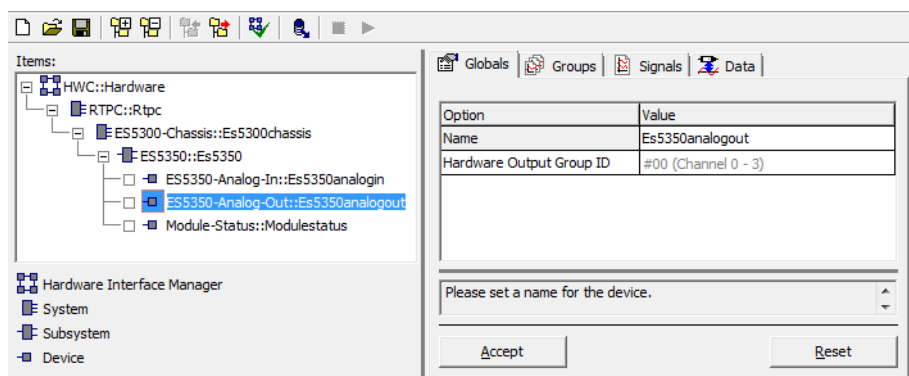 Items:
HWC::Hardware
RTPC::Rtpc
ES5300-Chassis::Es5300chassis
ES5350::Es5350
ES5350-Analog-In::Es5350analogin
ES5350-Analog-Out::Es5350analogout
Module-Status::Modulestatus
Hardware Interface Manager
System
Subsystem
Device
Globals Groups Signals Data
Option Value
Name Es5350analogout
Hardware Output Group ID #00 (Channel 0 - 3)
Please set a name for the device.
Accept Reset